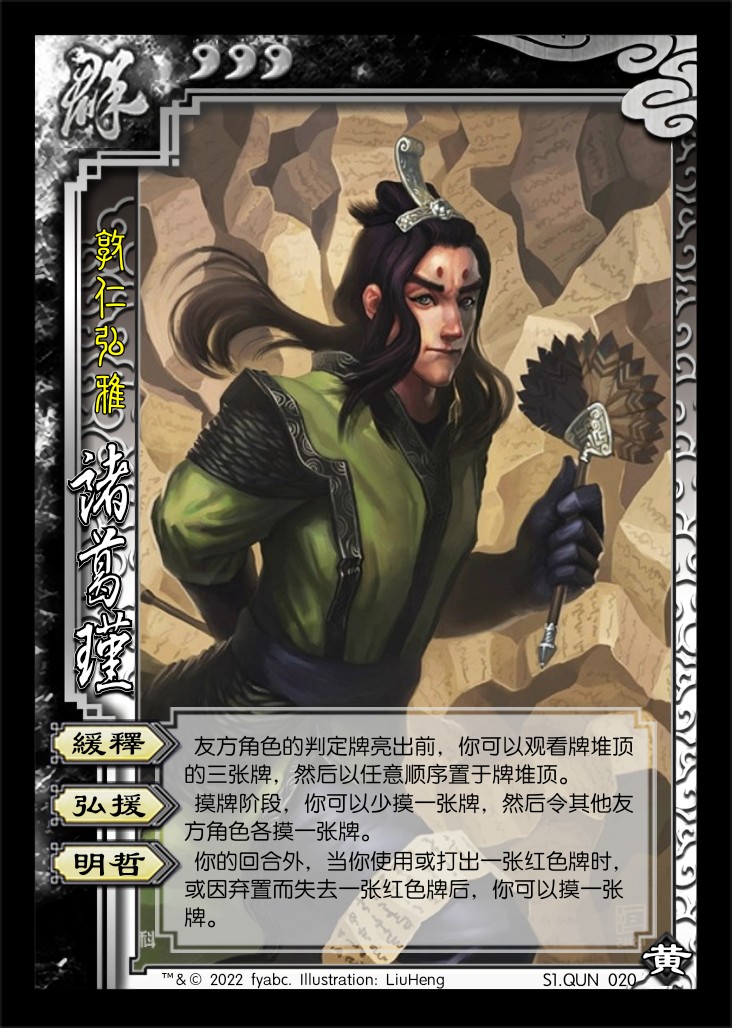 群
敦仁弘雅
諸葛瑾
緩釋
友方角色的判定牌亮出前，你可以观看牌堆顶
的三张牌，然后以任意顺序置于牌堆顶。
弘援
摸牌阶段，你可以少摸一张牌，然后令其他友
方角色各摸一张牌。
明哲
你的回合外，当你使用或打出一张红色牌时，
或因弃置而失去一张红色牌后，你可以摸一张
牌。
科
™&© 2022 fyabc. Illustration: LiuHeng
S1.QUN 020
黄